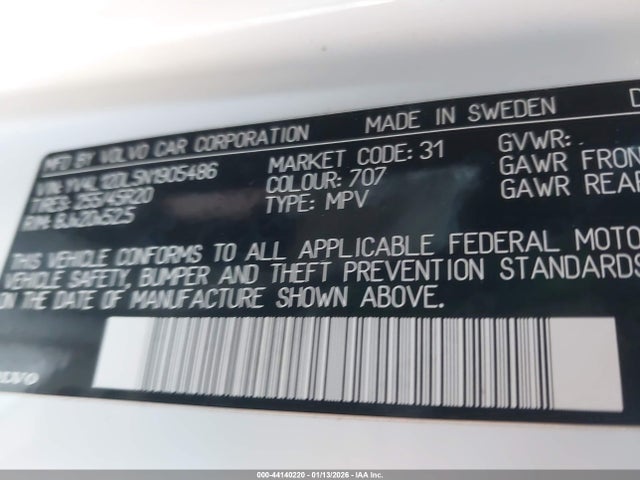 MFD BY VOLVO CAR CORPORATION MADE IN SWEDEN D
VIN: YV4L12DL5N1905486 MARKET CODE: 31 GVWR:
TIRES: 255/45R20 COLOUR: 707 GAWR FRON
RIM: 8Jx20x52.5 TYPE: MPV GAWR REAR
THIS VEHICLE CONFORMS TO ALL APPLICABLE FEDERAL MOTO
VEHICLE SAFETY, BUMPER AND THEFT PREVENTION STANDARDS
ON THE DATE OF MANUFACTURE SHOWN ABOVE.
VOLVO
000-44140220 - 01/13/2026 - IAA Inc.